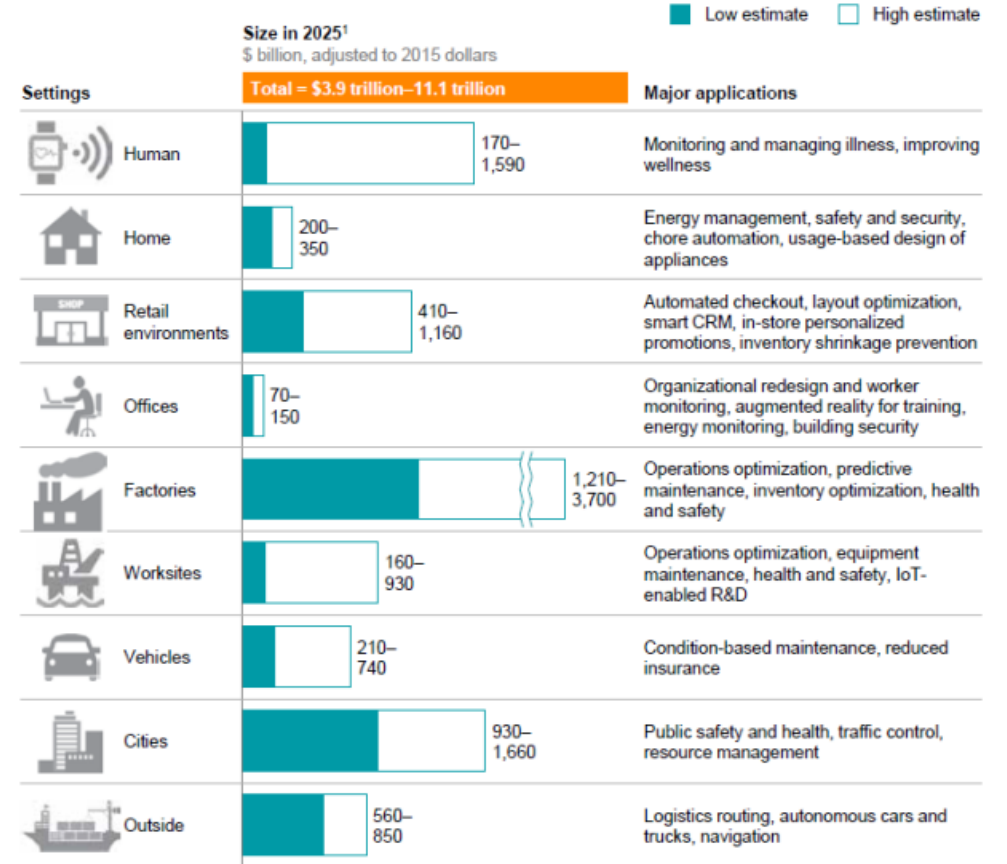 Low estimate
High estimate
Size in 2025¹
$ billion, adjusted to 2015 dollars
Settings
Total = $3.9 trillion–11.1 trillion
Major applications
Human
170–
1,590
Monitoring and managing illness, improving
wellness
Home
200–
350
Energy management, safety and security,
chore automation, usage-based design of
appliances
SHOP
Retail
environments
410–
1,160
Automated checkout, layout optimization,
smart CRM, in-store personalized
promotions, inventory shrinkage prevention
Offices
70–
150
Organizational redesign and worker
monitoring, augmented reality for training,
energy monitoring, building security
Factories
1,210–
3,700
Operations optimization, predictive
maintenance, inventory optimization, health
and safety
Worksites
160–
930
Operations optimization, equipment
maintenance, health and safety, IoT-
enabled R&D
Vehicles
210–
740
Condition-based maintenance, reduced
insurance
Cities
930–
1,660
Public safety and health, traffic control,
resource management
Outside
560–
850
Logistics routing, autonomous cars and
trucks, navigation